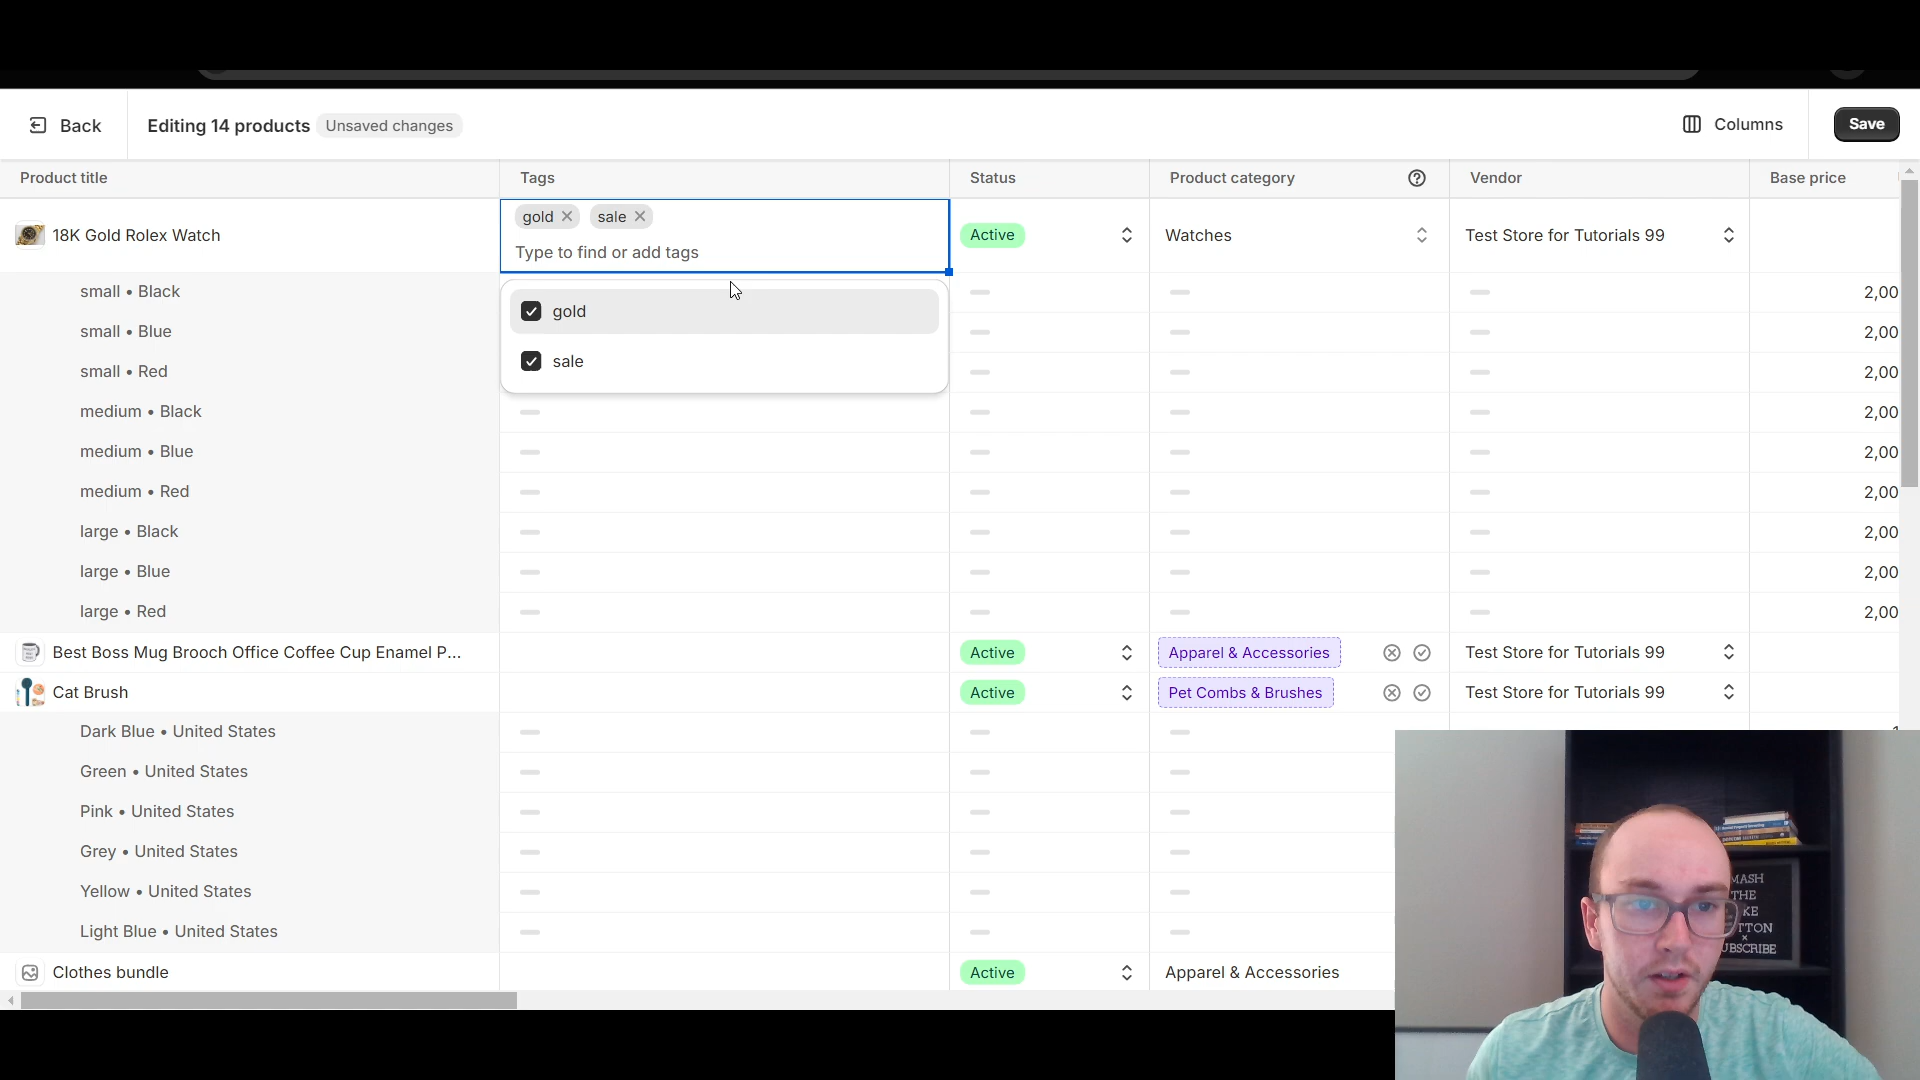 Back
Editing 14 products
Unsaved changes
Columns
Save
Product title
Tags
Status
Product category
Vendor
Base price
18K Gold Rolex Watch
gold
sale
Type to find or add tags
Active
Watches
Test Store for Tutorials 99
gold
sale
small • Black
2,00
small • Blue
2,00
small • Red
2,00
medium • Black
2,00
medium • Blue
2,00
medium • Red
2,00
large • Black
2,00
large • Blue
2,00
large • Red
2,00
Best Boss Mug Brooch Office Coffee Cup Enamel P...
Active
Apparel & Accessories
Test Store for Tutorials 99
Cat Brush
Active
Pet Combs & Brushes
Test Store for Tutorials 99
Dark Blue • United States
Green • United States
Pink • United States
Grey • United States
Yellow • United States
Light Blue • United States
Clothes bundle
Active
Apparel & Accessories
MASH
THE
KE
TTON
×
UBSCRIBE